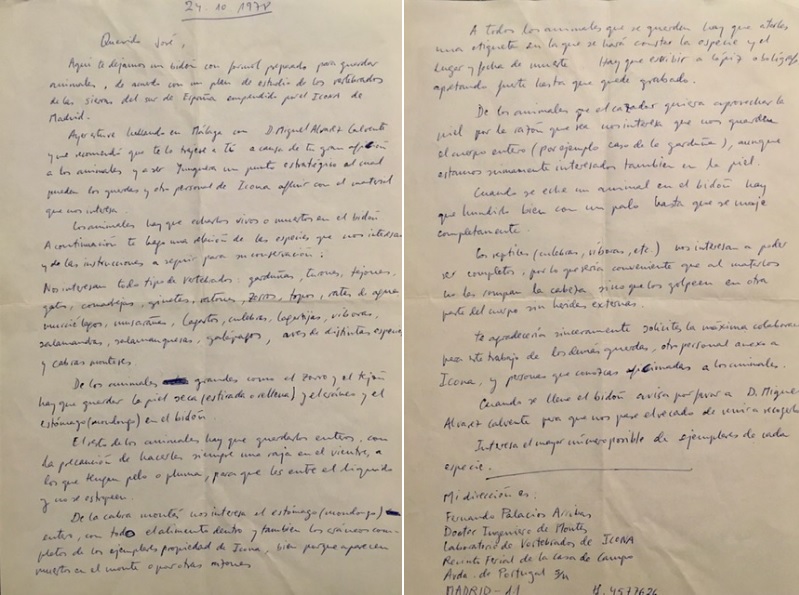 24.10.1978
Querido José,
Aquí te dejamos un bidón con formol preparado para guardar
animales, de acuerdo con un plan de estudio de los vertebrados
de las sierras del sur de España emprendido por el Icona de
Madrid.
Ayer estuve hablando en Málaga con D. Miguel Alvarez Calvente
y me recomendó que te lo trajese a tí a causa de tu gran afición
a los animales y a ser Yunquera un punto estratégico al cual
pueden los guardas y otro personal de Icona afluir con el material
que nos interesa.
Los animales hay que echarlos vivos o muertos en el bidón
A continuación te hago una relación de las especies que nos interesan
y de las instrucciones a seguir para su conservación:
Nos interesan todo tipo de vertebrados: garduñas, turones, tejones,
gatos, comadrejas, ginetas, ratones, zorros, topos, ratas de agua
murciélagos, musarañas, lagartos, culebras, lagartijas, víboras,
salamandras, salamanquesas, galápagos, aves de distintas especies
y cabras monteses
De los animales grandes como el zorro y el tejón
hay que guardar la piel seca (estirada o rellena) y el cráneo y el
estómago (mondongo) en el bidón.
El resto de los animales hay que guardarlos enteros, con
la precaución de hacerles siempre una raja en el vientre, a
los que tengan pelo o pluma, para que les entre el líquido
y no se estropeen.
De la cabra montés nos interesa el estómago (mondongo)
entero, con todo el alimento dentro y también los cráneos com-
pletos de los ejemplares propiedad de Icona, bien porque aparecen
muertos en el monte o por otras razones
A todos los animales que se guarden hay que atarles
una etiqueta en la que se hará constar la especie y el
lugar y fecha de muerte Hay que escribir a lápiz o bolígrafo
apretando fuerte hasta que quede grabado.
De los animales que el cazador quiera aprovechar la
piel por la razón que sea nos interesa que nos guarden
el cuerpo entero (por ejemplo caso de la garduña), aunque
estamos sumamente interesados también en la piel.
Cuando se eche un animal en el bidón hay
que hundirlo bien con un palo hasta que se moje
completamente.
Los reptiles (culebras, víboras, etc.) nos interesan a poder
ser completos, por lo que sería conveniente que al matarlos
no les rompan la cabeza sino que los golpeen en otra
parte del cuerpo sin heridas externas.
Te agradecería sinceramente solicites la máxima colaboración
para este trabajo de los demás guardas, otro personal anexo a
Icona, y personas que conozcas aficionadas a los animales.
Cuando se llene el bidón avisa por favor a D. Miguel
Alvarez Calvente para que nos pase el recado de venir a recogerlo
Interesa el mayor número posible de ejemplares de cada
especie.
Mi dirección es:
Fernando Palacios Arribas
Doctor Ingeniero de Montes
Laboratorio de Vertebrados de ICONA
Recinto Ferial de la Casa de Campo
Avda. de Portugal s/n
MADRID-11 tf. 4977626